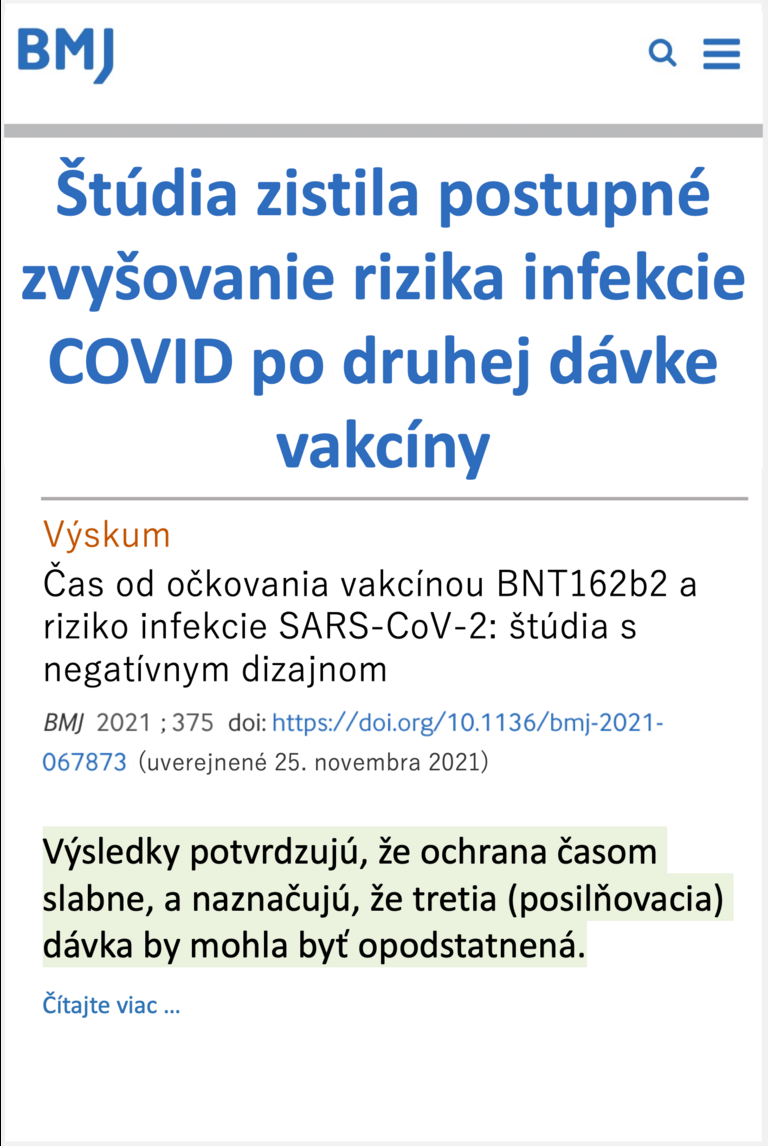 BMJ
Štúdia zistila postupné
zvyšovanie rizika infekcie
COVID po druhej dávke
vakcíny
Výskum
Čas od očkovania vakcínou BNT162b2 a
riziko infekcie SARS-CoV-2: štúdia s
negatívnym dizajnom
BMJ 2021 ; 375 doi: https://doi.org/10.1136/bmj-2021-
067873 (uverejnené 25. novembra 2021)
Výsledky potvrdzujú, že ochrana časom
slabne, a naznačujú, že tretia (posilňovacia)
dávka by mohla byť opodstatnená.
Čítajte viac ...